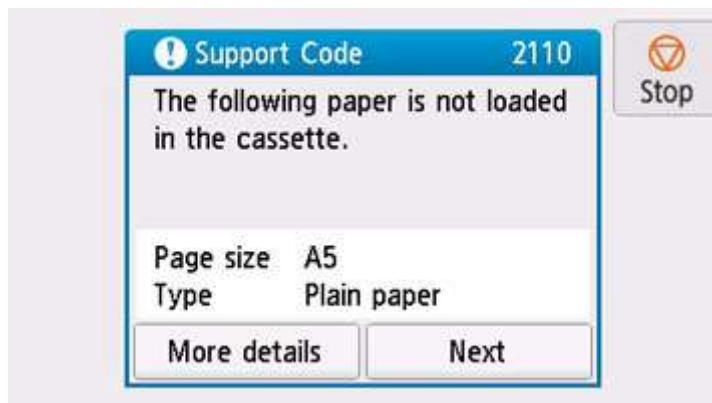 Support Code 2110
Stop
The following paper is not loaded
in the cassette.
Page size A5
Type Plain paper
More details Next